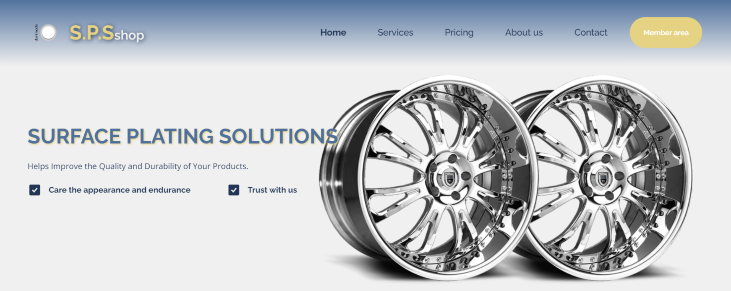 S.P.Sshop
Home Services Pricing About us Contact Member area
SURFACE PLATING SOLUTIONS
Helps Improve the Quality and Durability of Your Products.
Care the appearance and endurance Trust with us